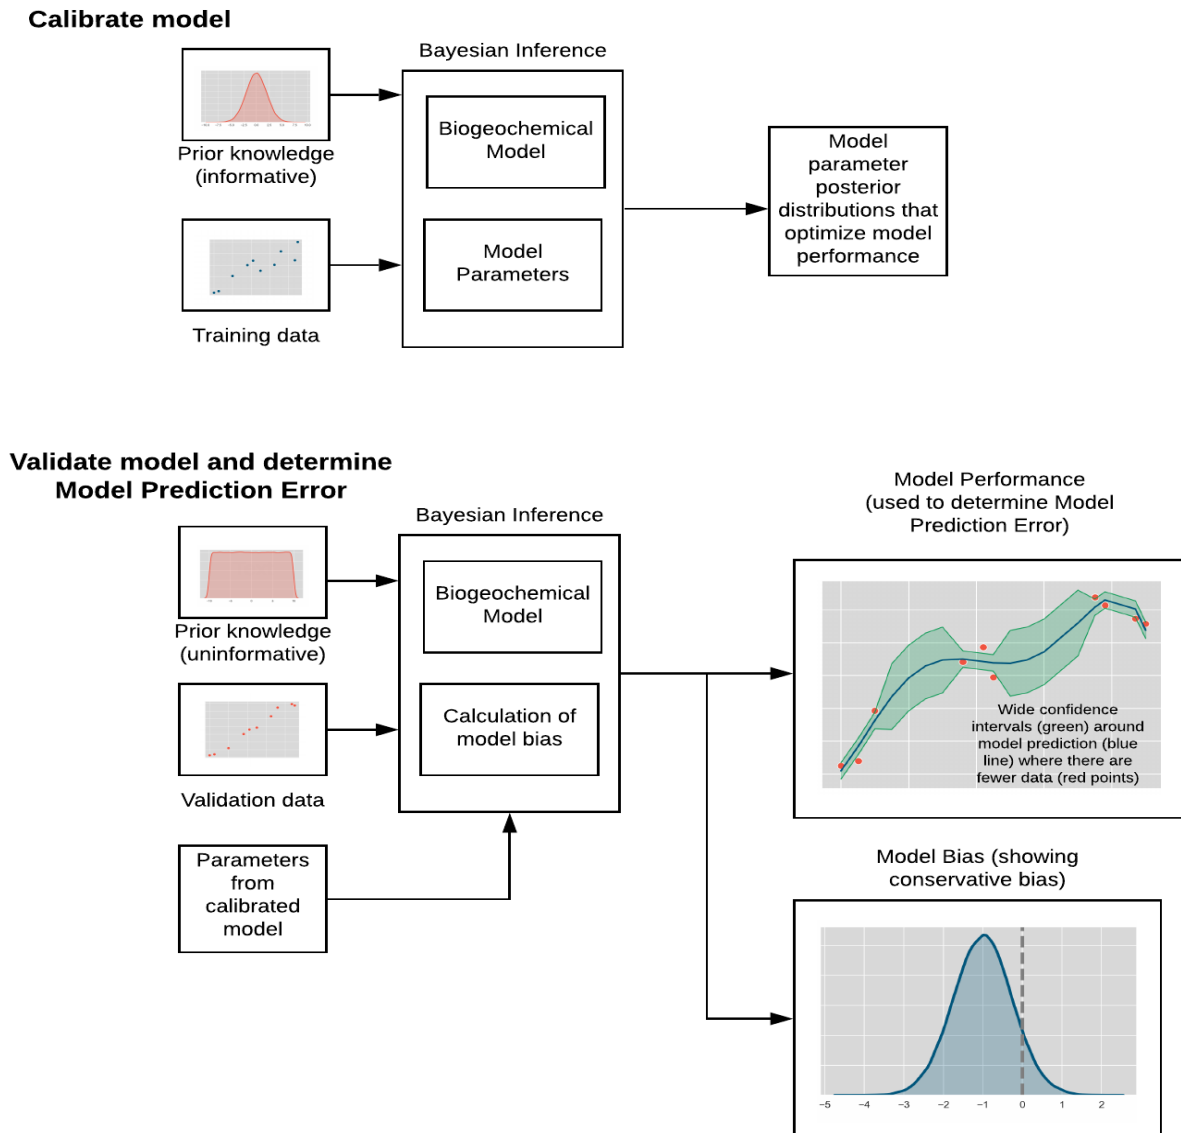 Calibrate model
Bayesian Inference
Prior knowledge
(informative)
Training data
Biogeochemical
Model
Model
Parameters
Model
parameter
posterior
distributions that
optimize model
performance
Validate model and determine
Model Prediction Error
Bayesian Inference
Prior knowledge
(uninformative)
Validation data
Parameters
from
calibrated
model
Biogeochemical
Model
Calculation of
model bias
Model Performance
(used to determine Model
Prediction Error)
Wide confidence
intervals (green) around
model prediction (blue
line) where there are
fewer data (red points)
Model Bias (showing
conservative bias)
−5 −4 −3 −2 −1 0 1 2